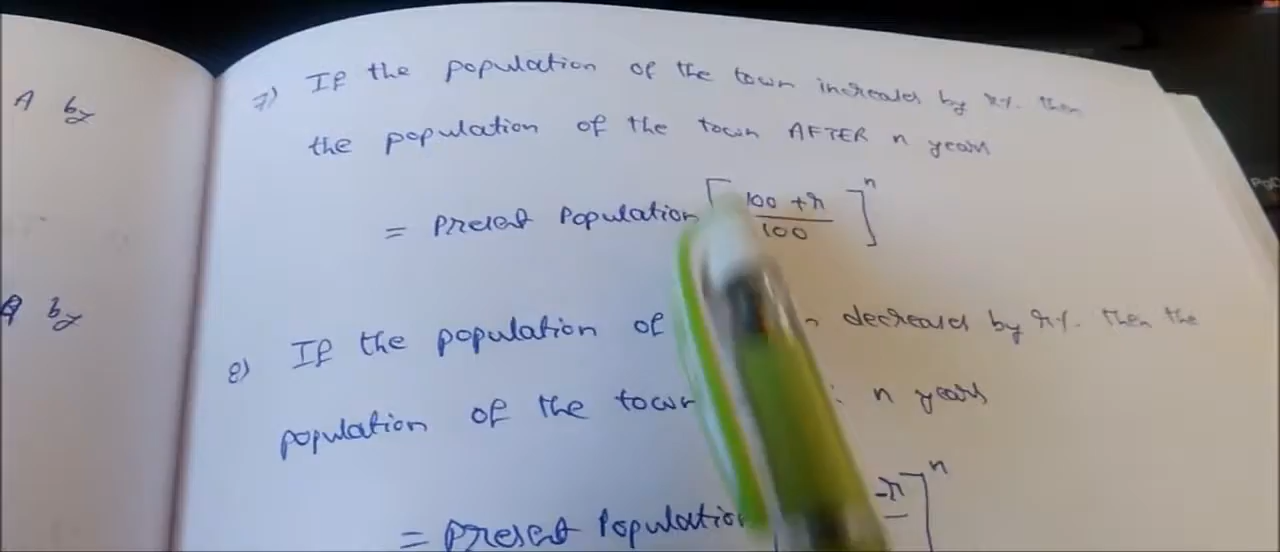 A by
A by
7) If the population of the town increases by r%. then
the population of the town AFTER n years
= Present Population [100 + r / 100]^n
8) If the population of decreases by r%. then the
population of the town n years
= Present Population -r ]^n